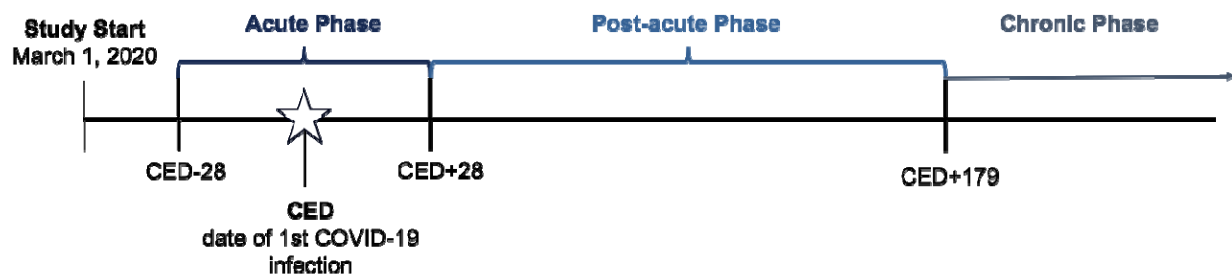 Study Start
March 1, 2020
Acute Phase
Post-acute Phase
Chronic Phase
CED-28
CED+28
CED+179
CED
date of 1st COVID-19
infection